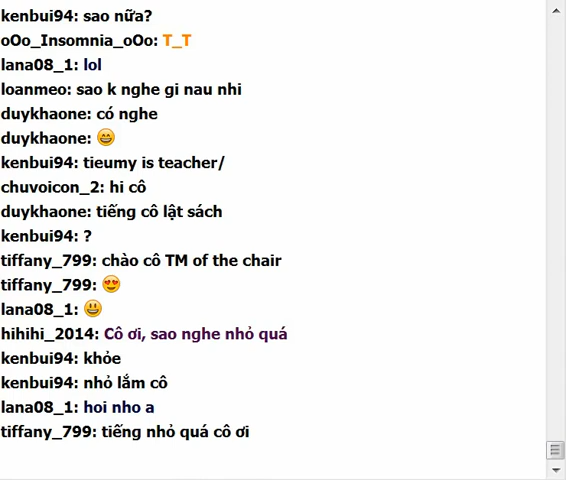 kenbui94: sao nữa?
oOo_Insomnia_oOo: T_T
lana08_1: lol
loanmeo: sao k nghe gi nau nhi
duykhaone: có nghe
duykhaone: 😄
kenbui94: tieumy is teacher/
chuvoicon_2: hi cô
duykhaone: tiếng cô lật sách
kenbui94: ?
tiffany_799: chào cô TM of the chair
tiffany_799: 😍
lana08_1: 😃
hihihi_2014: Cô ơi, sao nghe nhỏ quá
kenbui94: khỏe
kenbui94: nhỏ lắm cô
lana08_1: hoi nho a
tiffany_799: tiếng nhỏ quá cô ơi